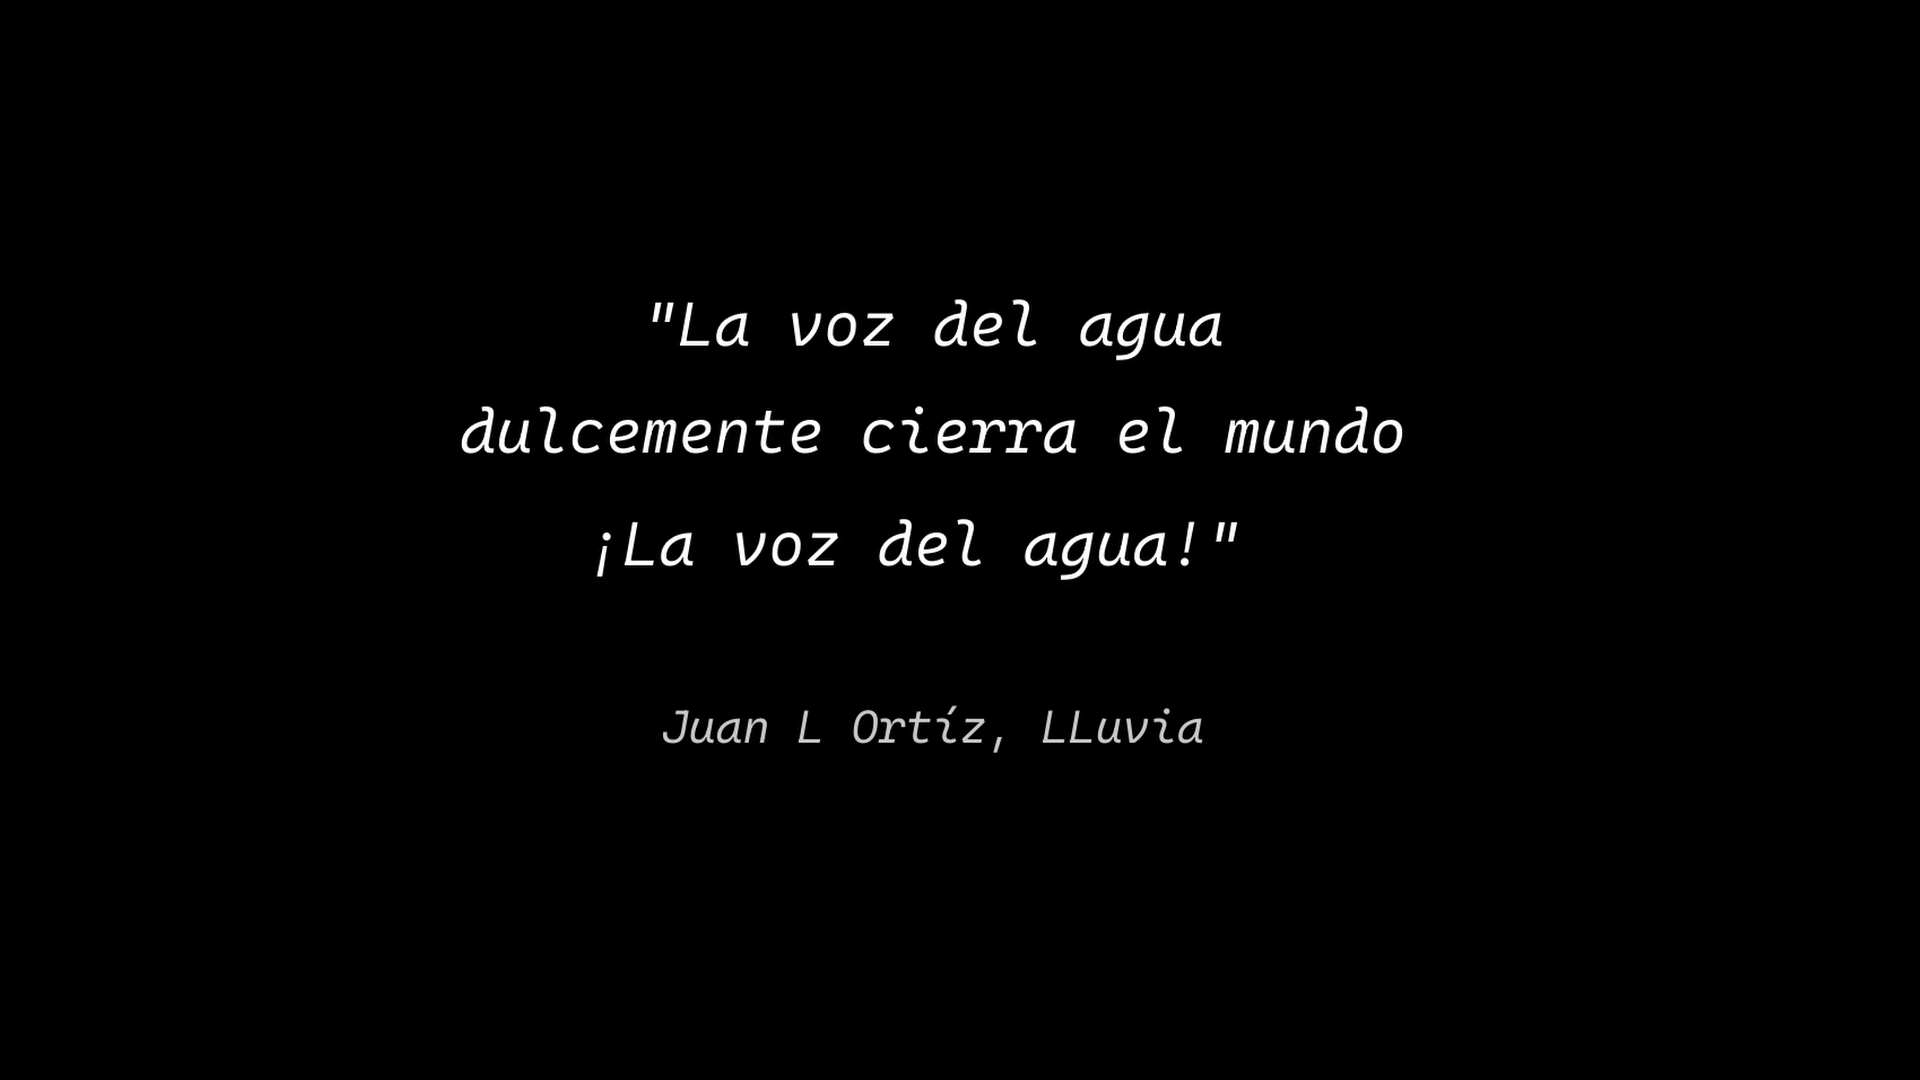 "La voz del agua
dulcemente cierra el mundo
¡La voz del agua!"
Juan L Ortíz, LLuvia